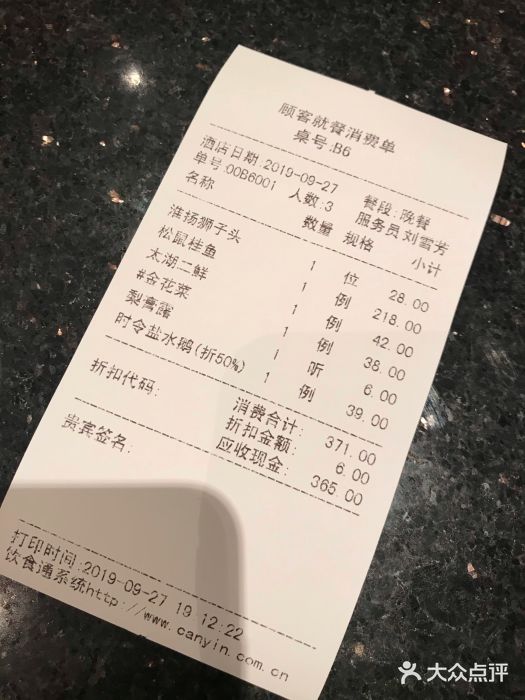 顾客就餐消费单
桌号:B6
酒店日期:2019-09-27 餐段:晚餐
单号:00B6001 人数:3 服务员刘雪芳
名称 数量 规格 小计
淮扬狮子头 1 位 28.00
松鼠桂鱼 1 例 218.00
太湖二鲜 1 例 42.00
#金花菜 1 例 38.00
梨膏露 1 听 6.00
时令盐水鹅(折50%) 1 例 39.00
折扣代码: 消费合计: 371.00
折扣金额: 6.00
贵宾签名: 应收现金: 365.00
打印时间:2019-09-27 19 12:22
饮食通系统http://www.canyin.com.cn
大众点评